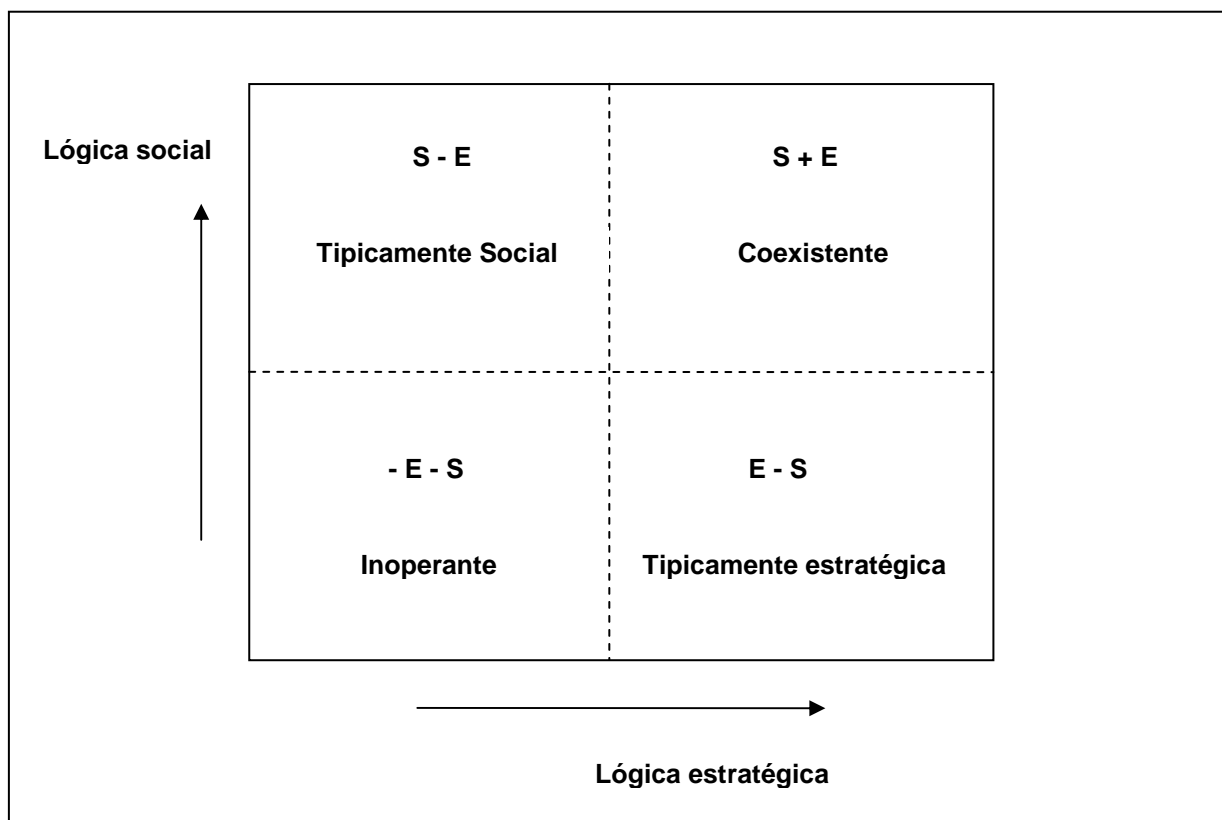 Lógica social
S - E
S + E
Tipicamente Social
Coexistente
- E - S
E - S
Inoperante
Tipicamente estratégica
Lógica estratégica